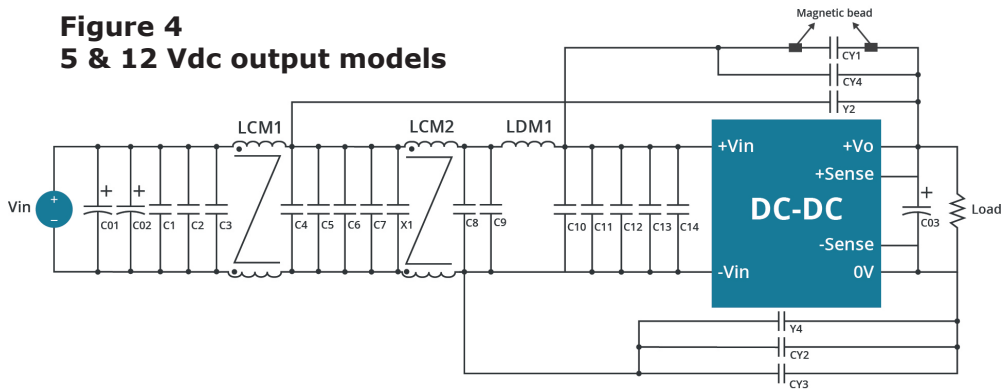 Figure 4
5 & 12 Vdc output models
Magnetic bead
CY1
CY4
Y2
LCM1
LCM2
LDM1
+Vin
+Vo
+Sense
DC-DC
-Sense
-Vin
0V
Vin
+
−
+
C01
+
C02
C1
C2
C3
C4
C5
C6
C7
X1
C8
C9
C10
C11
C12
C13
C14
+
C03
Load
Y4
CY2
CY3